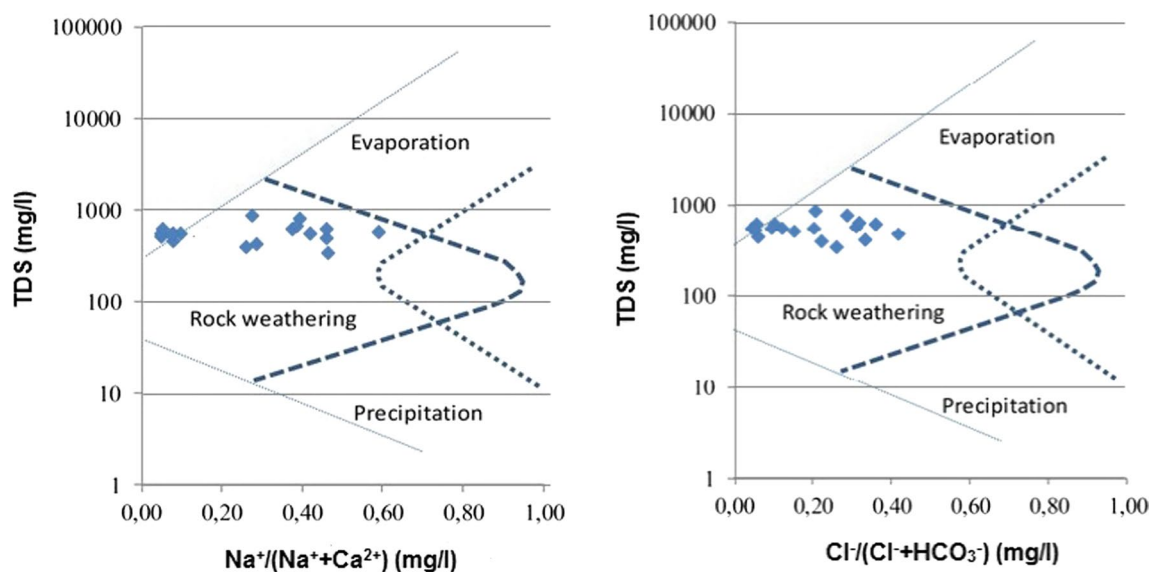 100000
10000
1000
100
10
1
TDS (mg/l)
Evaporation
Rock weathering
Precipitation
0,00 0,20 0,40 0,60 0,80 1,00
Na⁺/(Na⁺+Ca²⁺) (mg/l)
100000
10000
1000
100
10
1
TDS (mg/l)
Evaporation
Rock weathering
Precipitation
0,00 0,20 0,40 0,60 0,80 1,00
Cl⁻/(Cl⁻+HCO₃⁻) (mg/l)